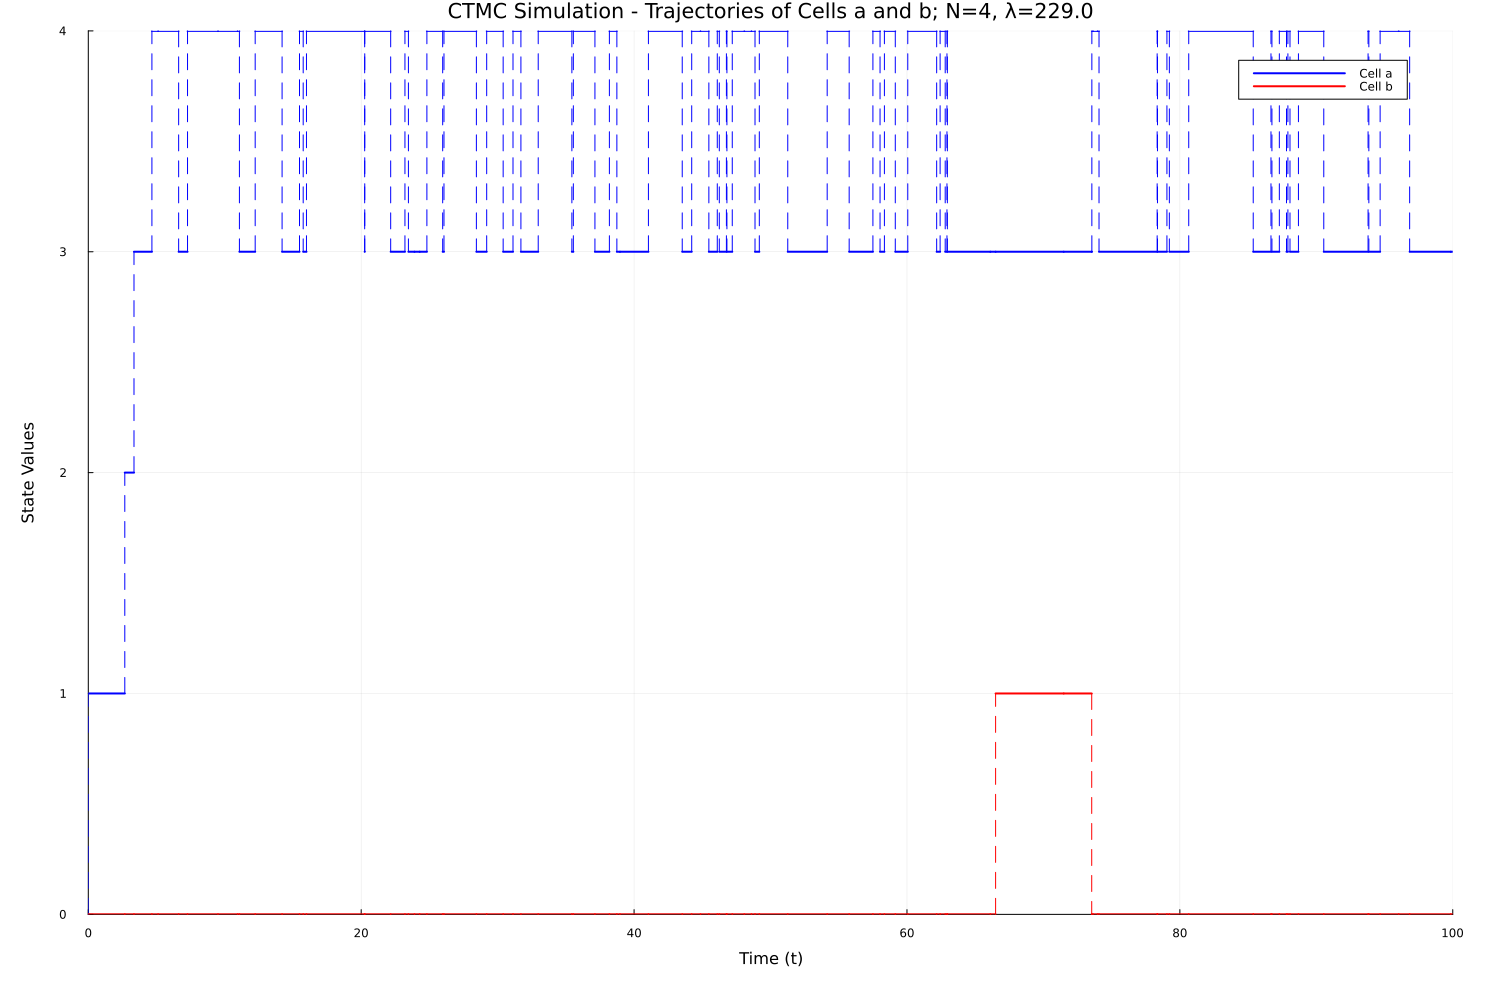 CTMC Simulation - Trajectories of Cells a and b; N=4, λ=229.0
4
Cell a
Cell b
3
State Values
2
1
0
0 20 40 60 80 100
Time (t)